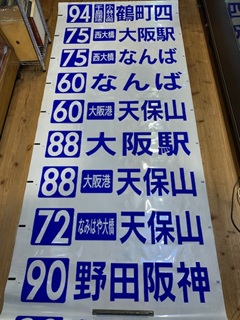 94 鶴町四
75 西大橋 大阪駅
75 西大橋 なんば
60 なんば
60 大阪港 天保山
88 大阪駅
88 大阪港 天保山
72 なみはや大橋 天保山
90 野田阪神